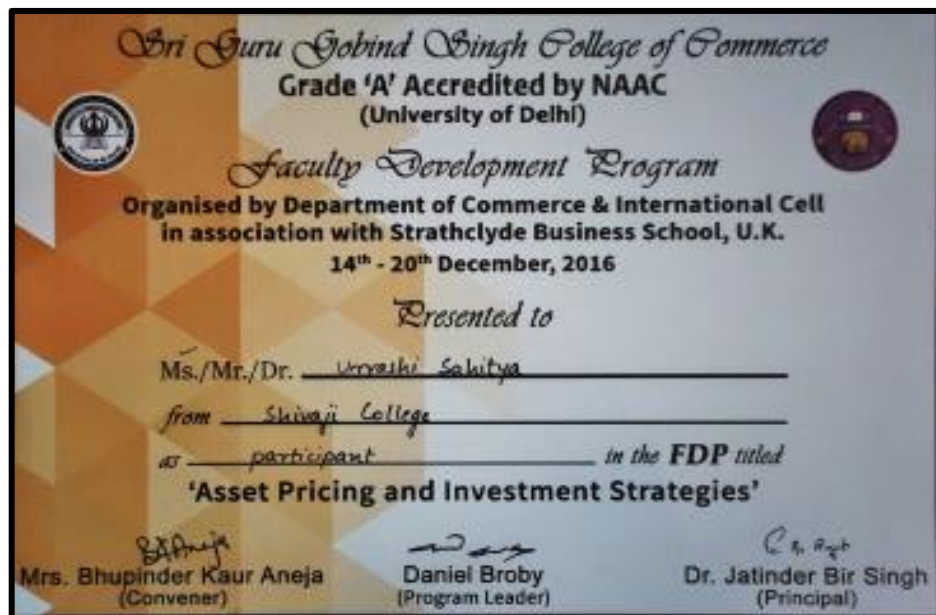 Sri Guru Gobind Singh College of Commerce
Grade 'A' Accredited by NAAC
(University of Delhi)
Faculty Development Program
Organised by Department of Commerce & International Cell
in association with Strathclyde Business School, U.K.
14th - 20th December, 2016
Presented to
Ms./Mr./Dr. Urvashi Sahitya
from Shivaji College
as participant in the FDP titled
'Asset Pricing and Investment Strategies'
Mrs. Bhupinder Kaur Aneja Daniel Broby Dr. Jatinder Bir Singh
(Convener) (Program Leader) (Principal)